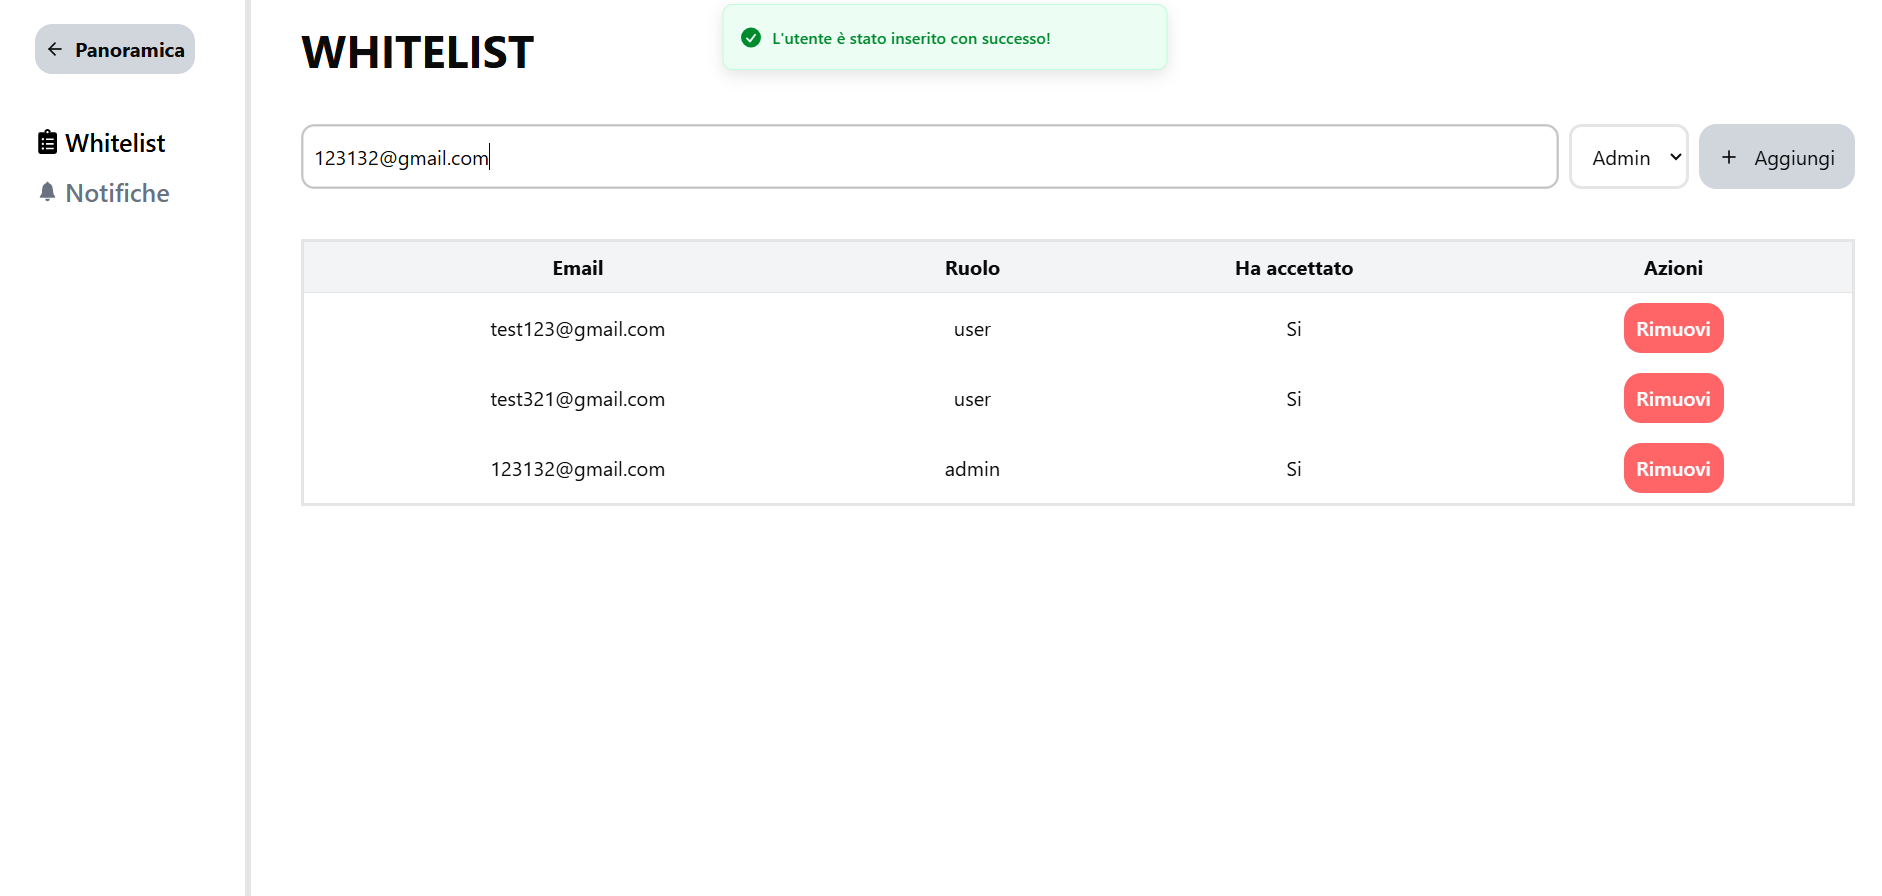 Panoramica
Whitelist
Notifiche
WHITELIST
L'utente è stato inserito con successo!
123132@gmail.com
Admin
Aggiungi
Email Ruolo Ha accettato Azioni
test123@gmail.com user Si Rimuovi
test321@gmail.com user Si Rimuovi
123132@gmail.com admin Si Rimuovi